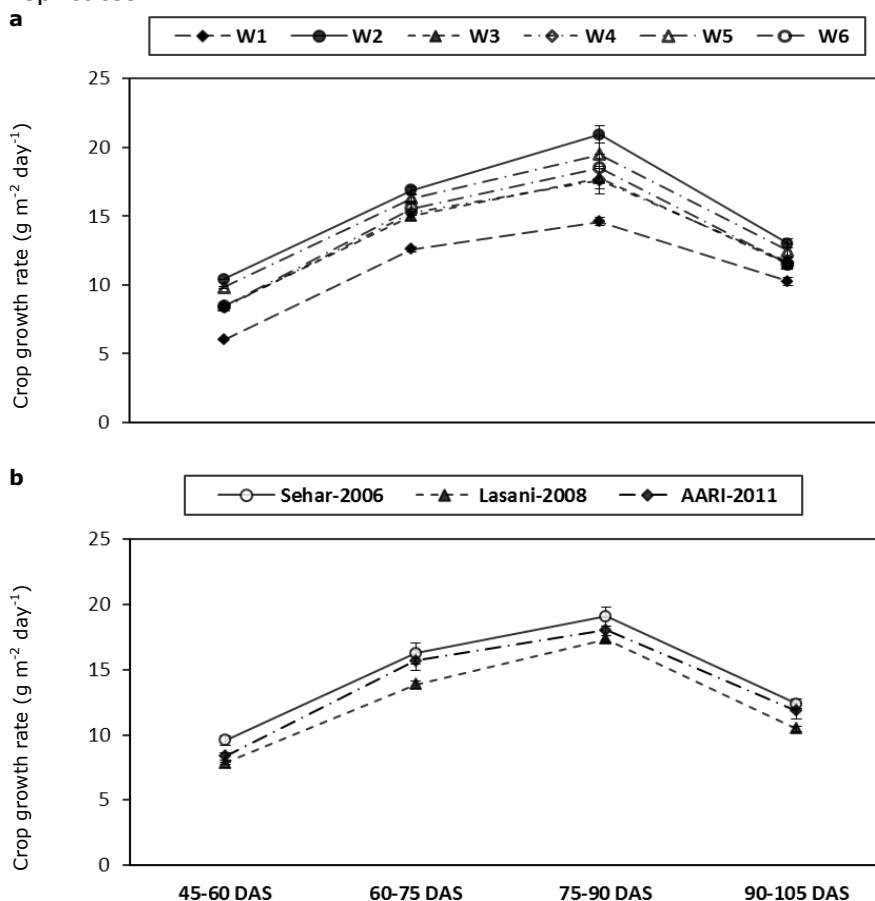 a
W1 W2 W3 W4 W5 W6
Crop growth rate (g m-2 day-1)
25
20
15
10
5
0
b
Sehar-2006 Lasani-2008 AARI-2011
Crop growth rate (g m-2 day-1)
25
20
15
10
5
0
45-60 DAS 60-75 DAS 75-90 DAS 90-105 DAS